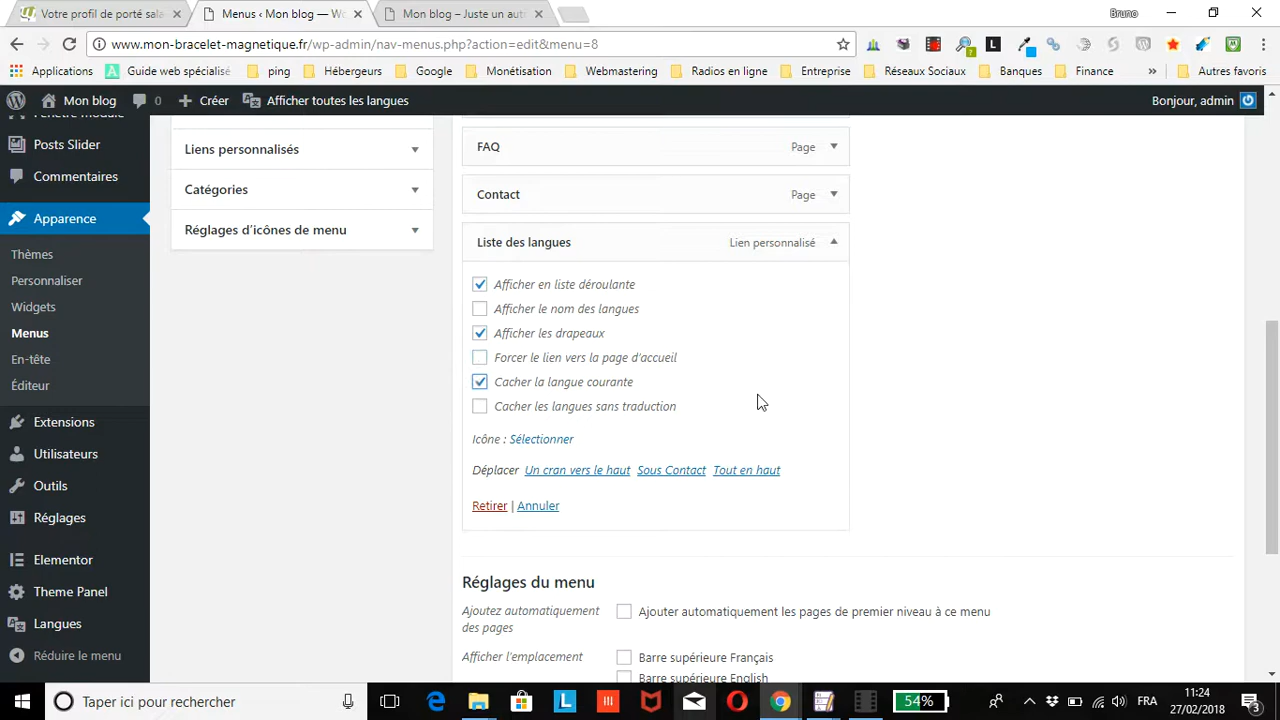 Votre profil de porté sala
Menus ‹ Mon blog — Wo
Mon blog – Juste un aut
Bruno
www.mon-bracelet-magnetique.fr/wp-admin/nav-menus.php?action=edit&menu=8
Applications
Guide web spécialisé
ping
Hébergeurs
Google
Monétisation
Webmastering
Radios en ligne
Entreprise
Réseaux Sociaux
Banques
Finance
»
Autres favoris
Mon blog
0
Créer
Afficher toutes les langues
Bonjour, admin
Fenêtre module
Posts Slider
Commentaires
Apparence
Thèmes
Personnaliser
Widgets
Menus
En-tête
Éditeur
Extensions
Utilisateurs
Outils
Réglages
Elementor
Theme Panel
Langues
Réduire le menu
Liens personnalisés
Catégories
Réglages d’icônes de menu
FAQ Page
Contact Page
Liste des langues Lien personnalisé
Afficher en liste déroulante
Afficher le nom des langues
Afficher les drapeaux
Forcer le lien vers la page d’accueil
Cacher la langue courante
Cacher les langues sans traduction
Icône : Sélectionner
Déplacer Un cran vers le haut Sous Contact Tout en haut
Retirer | Annuler
Réglages du menu
Ajoutez automatiquement
des pages
Ajouter automatiquement les pages de premier niveau à ce menu
Afficher l’emplacement
Barre supérieure Français
Barre supérieure English
Taper ici pour rechercher
54%
FRA
11:24
27/02/2018
3